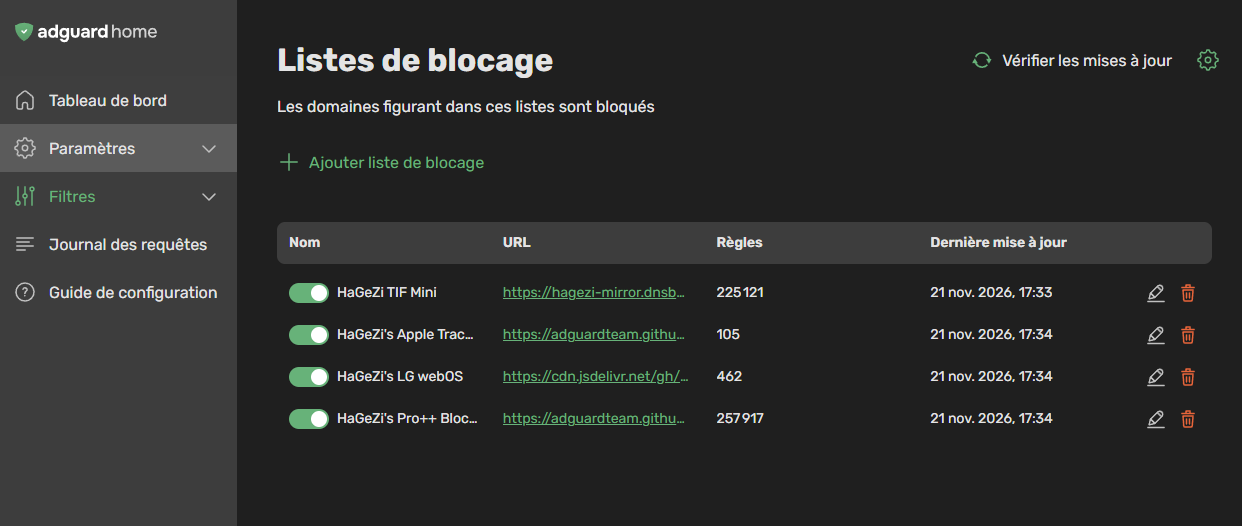 adguard home
Tableau de bord
Paramètres
Filtres
Journal des requêtes
Guide de configuration
Listes de blocage
Vérifier les mises à jour
Les domaines figurant dans ces listes sont bloqués
Ajouter liste de blocage
Nom URL Règles Dernière mise à jour
HaGeZi TIF Mini https://hagezi-mirror.dnsb... 225 121 21 nov. 2026, 17:33
HaGeZi's Apple Trac... https://adguardteam.githu... 105 21 nov. 2026, 17:34
HaGeZi's LG webOS https://cdn.jsdelivr.net/gh/... 462 21 nov. 2026, 17:34
HaGeZi's Pro++ Bloc... https://adguardteam.githu... 257 917 21 nov. 2026, 17:34